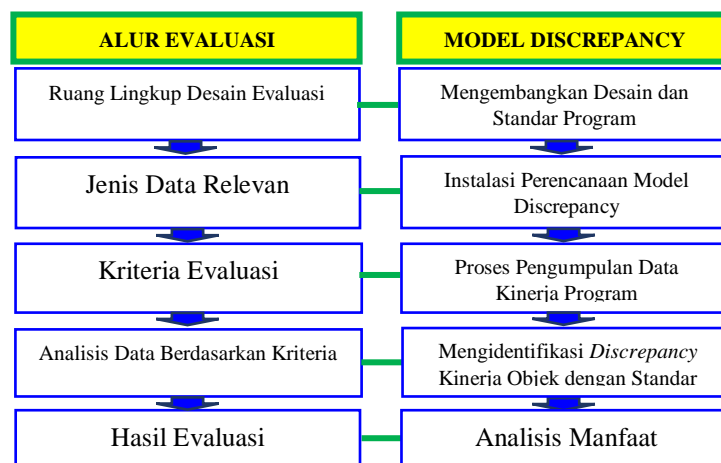 ALUR EVALUASI
MODEL DISCREPANCY
Ruang Lingkup Desain Evaluasi
Mengembangkan Desain dan
Standar Program
Jenis Data Relevan
Instalasi Perencanaan Model
Discrepancy
Kriteria Evaluasi
Proses Pengumpulan Data
Kinerja Program
Analisis Data Berdasarkan Kriteria
Mengidentifikasi Discrepancy
Kinerja Objek dengan Standar
Hasil Evaluasi
Analisis Manfaat